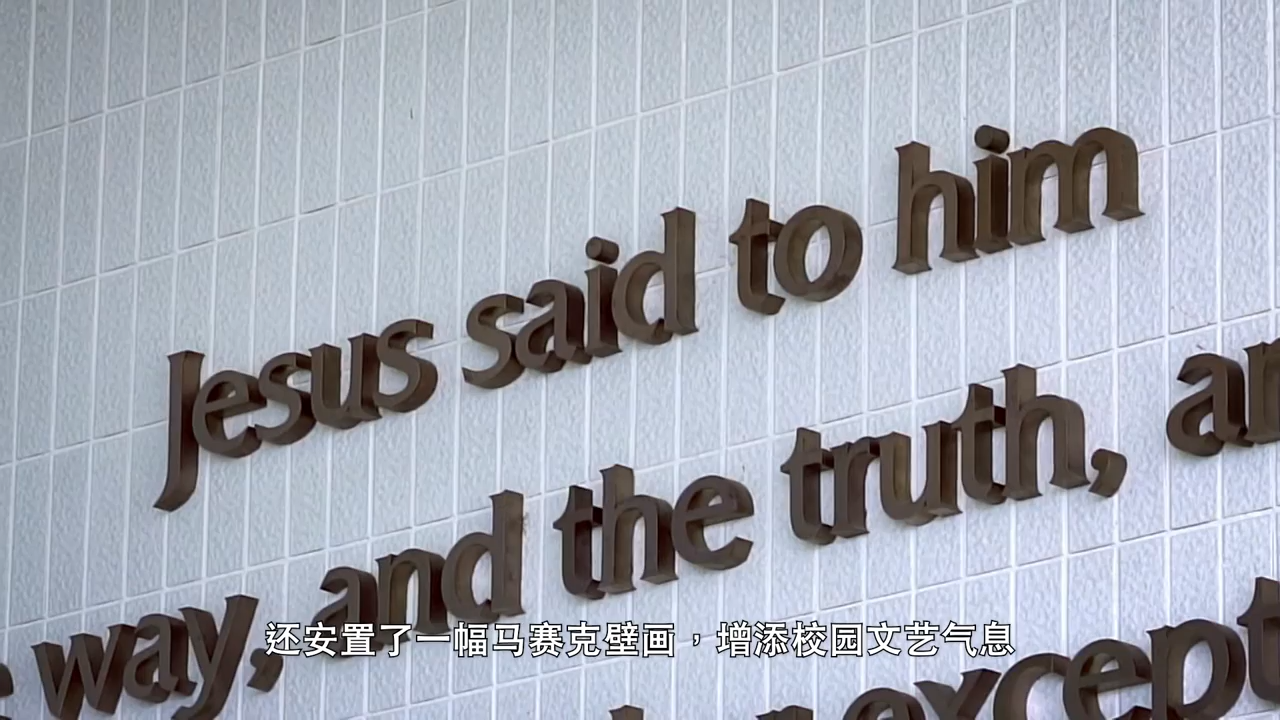 Jesus said to him
way, and the truth,
except
还安置了一幅马赛克壁画，增添校园文艺气息